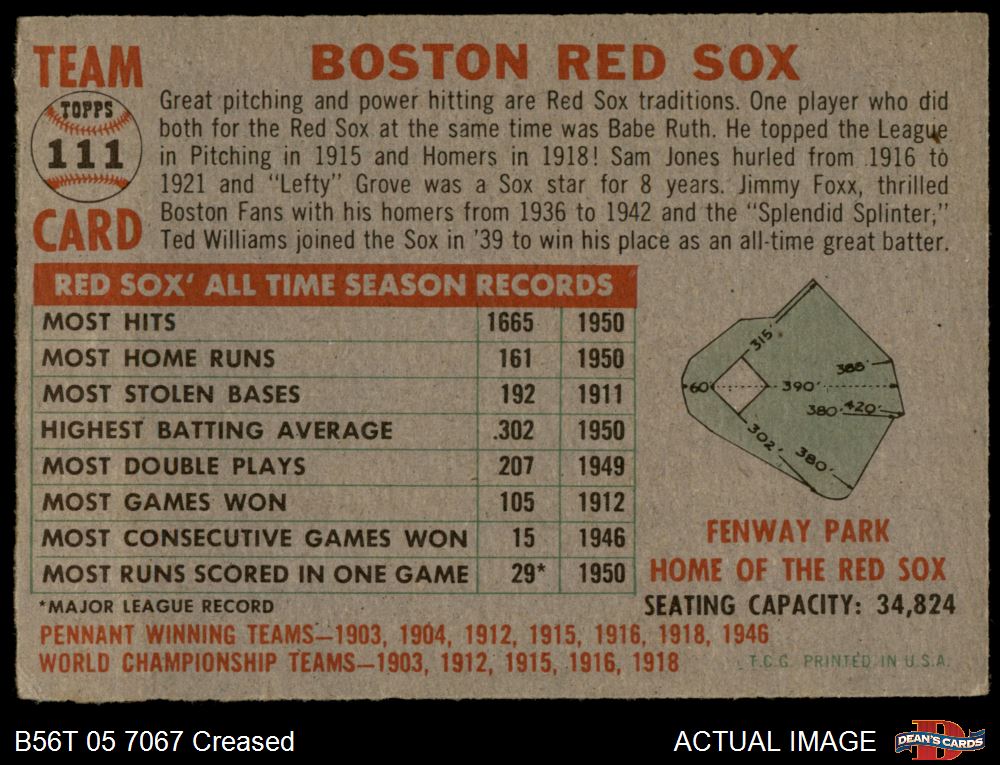 TEAM
TOPPS
111
CARD
BOSTON RED SOX
Great pitching and power hitting are Red Sox traditions. One player who did
both for the Red Sox at the same time was Babe Ruth. He topped the League
in Pitching in 1915 and Homers in 1918! Sam Jones hurled from 1916 to
1921 and "Lefty" Grove was a Sox star for 8 years. Jimmy Foxx, thrilled
Boston Fans with his homers from 1936 to 1942 and the "Splendid Splinter,"
Ted Williams joined the Sox in '39 to win his place as an all-time great batter.
RED SOX' ALL TIME SEASON RECORDS
MOST HITS 1665 1950
MOST HOME RUNS 161 1950
MOST STOLEN BASES 192 1911
HIGHEST BATTING AVERAGE .302 1950
MOST DOUBLE PLAYS 207 1949
MOST GAMES WON 105 1912
MOST CONSECUTIVE GAMES WON 15 1946
MOST RUNS SCORED IN ONE GAME 29* 1950
*MAJOR LEAGUE RECORD
315'
388'
60'
390'
380'
420'
302'
380'
FENWAY PARK
HOME OF THE RED SOX
SEATING CAPACITY: 34,824
PENNANT WINNING TEAMS—1903, 1904, 1912, 1915, 1916, 1918, 1946
WORLD CHAMPIONSHIP TEAMS—1903, 1912, 1915, 1916, 1918
T.C.G. PRINTED IN U.S.A.
B56T 05 7067 Creased
ACTUAL IMAGE
DEAN'S CARDS